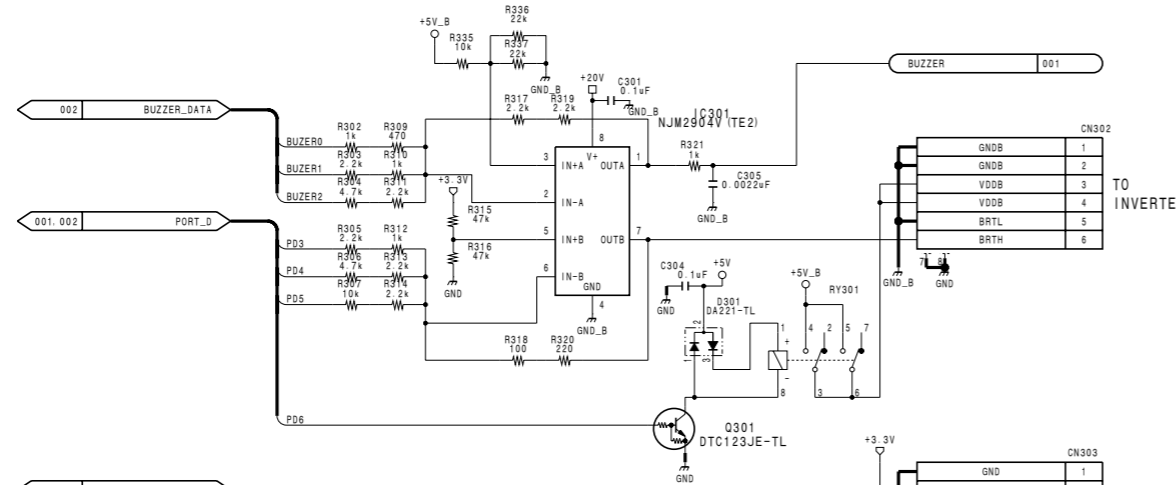 R336
22k
+5V_B
R335
10k
R337
22k
GND_B
+20V
C301
0.1uF
GND_B
BUZZER 001
002 BUZZER_DATA
R317
2.2k
R319
2.2k
IC301
NJM2904V(TE2)
CN302
BUZER0
R302
1k
R309
470
8
V+
3 IN+A OUTA 1
R321
1k
GNDB 1
BUZER1
R303
2.2k
R310
1k
GNDB 2
C305
0.0022uF
VDDB 3
TO
BUZER2
R304
4.7k
R311
2.2k
+3.3V
2 IN-A
VDDB 4
INVERTE
GND_B
BRTL 5
001.002 PORT_D
R315
47k
5 IN+B OUTB 7
BRTH 6
PD3
R305
2.2k
R312
1k
R316
47k
GND
7 8
GND_B
GND
PD4
R306
4.7k
R313
2.2k
6 IN-B
GND
4
GND_B
C304
0.1uF
GND
+5V
+5V_B
RY301
PD5
R307
10k
R314
2.2k
D301
DA221-TL
2
1 3
1
+
-
8
4 2 5 7
3 6
R318
100
R320
220
PD6
Q301
DTC123JE-TL
GND
+3.3V
CN303
GND 1